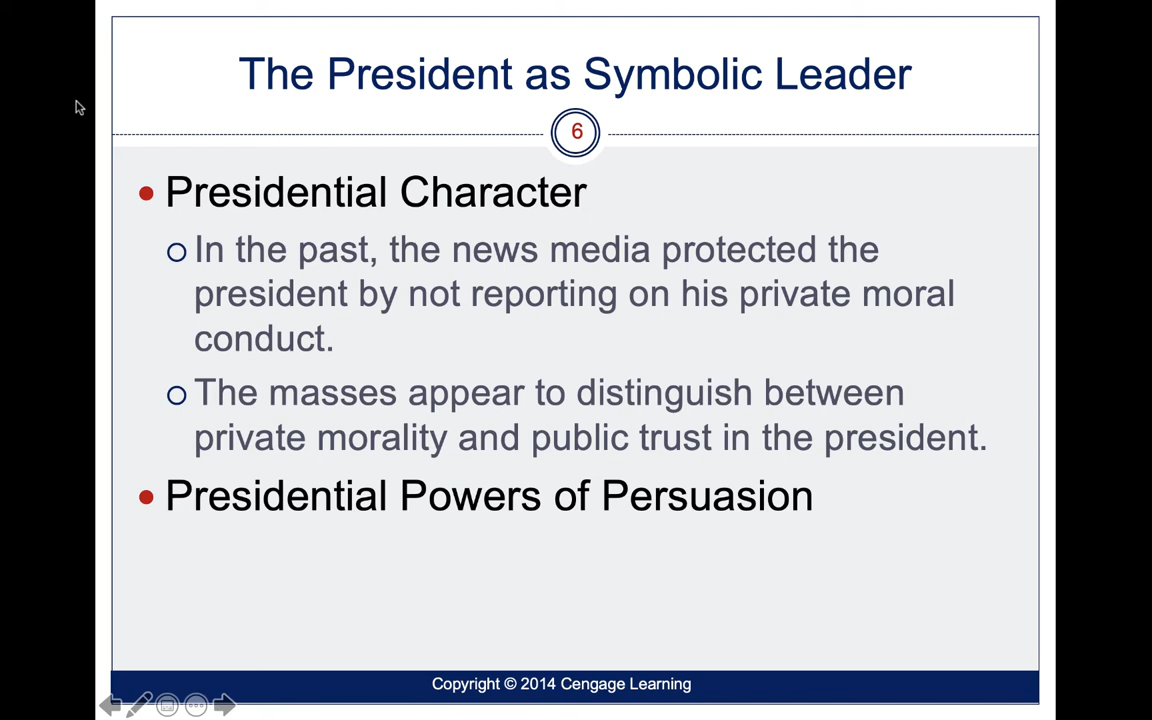 The President as Symbolic Leader
6
• Presidential Character
o In the past, the news media protected the
president by not reporting on his private moral
conduct.
o The masses appear to distinguish between
private morality and public trust in the president.
• Presidential Powers of Persuasion
Copyright © 2014 Cengage Learning